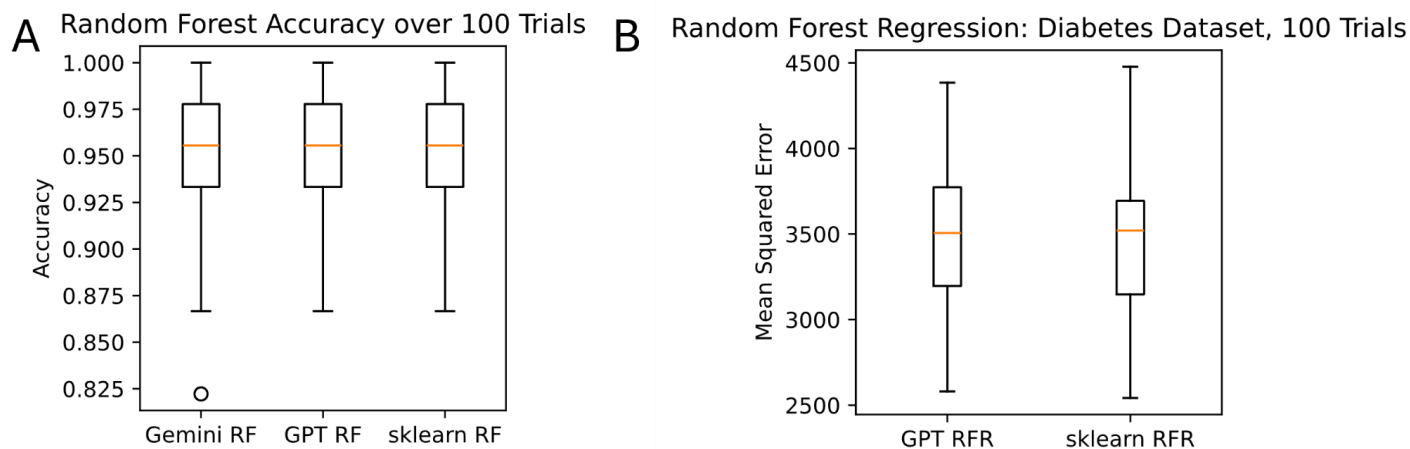 A
Random Forest Accuracy over 100 Trials
Accuracy
1.000
0.975
0.950
0.925
0.900
0.875
0.850
0.825
Gemini RF
GPT RF
sklearn RF
B
Random Forest Regression: Diabetes Dataset, 100 Trials
Mean Squared Error
4500
4000
3500
3000
2500
GPT RFR
sklearn RFR